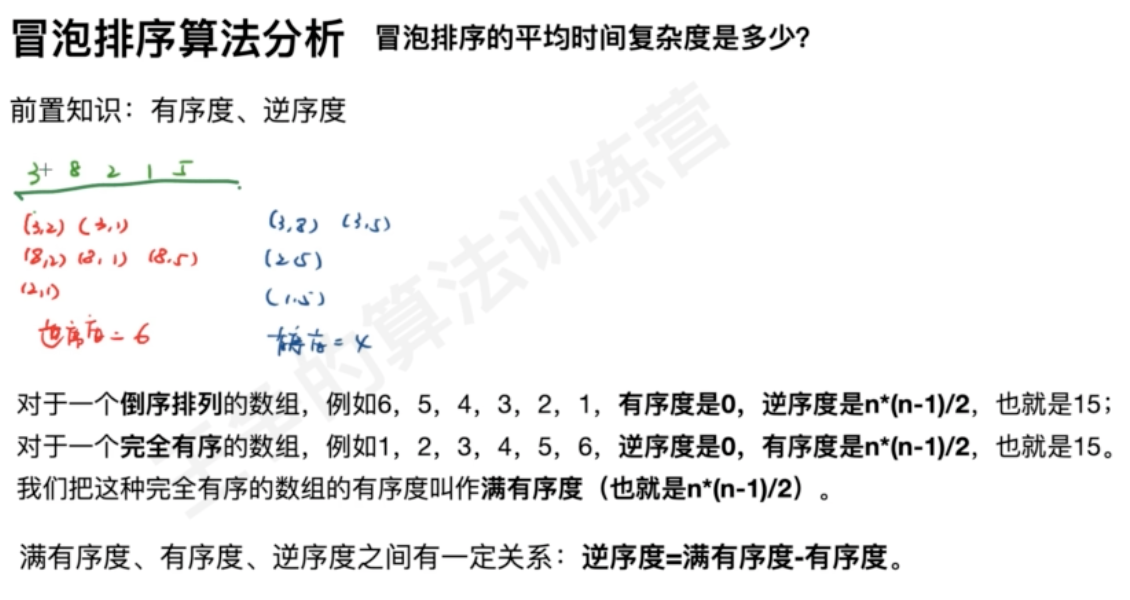 冒泡排序算法分析 冒泡排序的平均时间复杂度是多少？
前置知识：有序度、逆序度
3 8 2 1 5
(3,2) (3,1)
(3,8) (3,5)
(8,2) (8,1) (8,5)
(2,5)
(2,1)
(1,5)
逆序度=6
有序度=4
对于一个倒序排列的数组，例如6，5，4，3，2，1，有序度是0，逆序度是n*(n-1)/2，也就是15；
对于一个完全有序的数组，例如1，2，3，4，5，6，逆序度是0，有序度是n*(n-1)/2，也就是15。
我们把这种完全有序的数组的有序度叫作满有序度（也就是n*(n-1)/2）。
满有序度、有序度、逆序度之间有一定关系：逆序度=满有序度-有序度。
的算法训练营